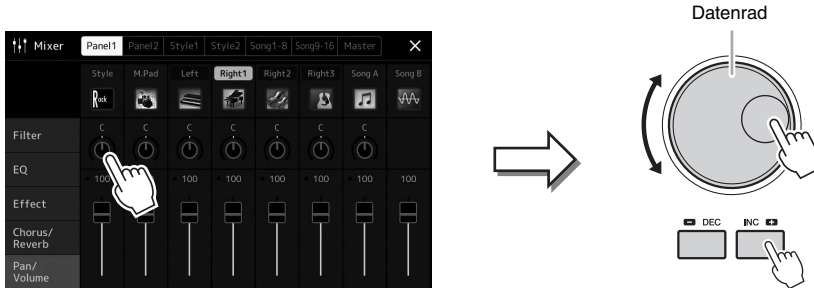 Datenrad
Mixer Panel1 Panel2 Style1 Style2 Song1-8 Song9-16 Master
Style M.Pad Left Right1 Right2 Right3 Song A Song B
Rock
C C C C C C C
Filter
EQ
100 100 100 100 100 100 100 100
Effect
Chorus/
Reverb
Pan/
Volume
DEC INC